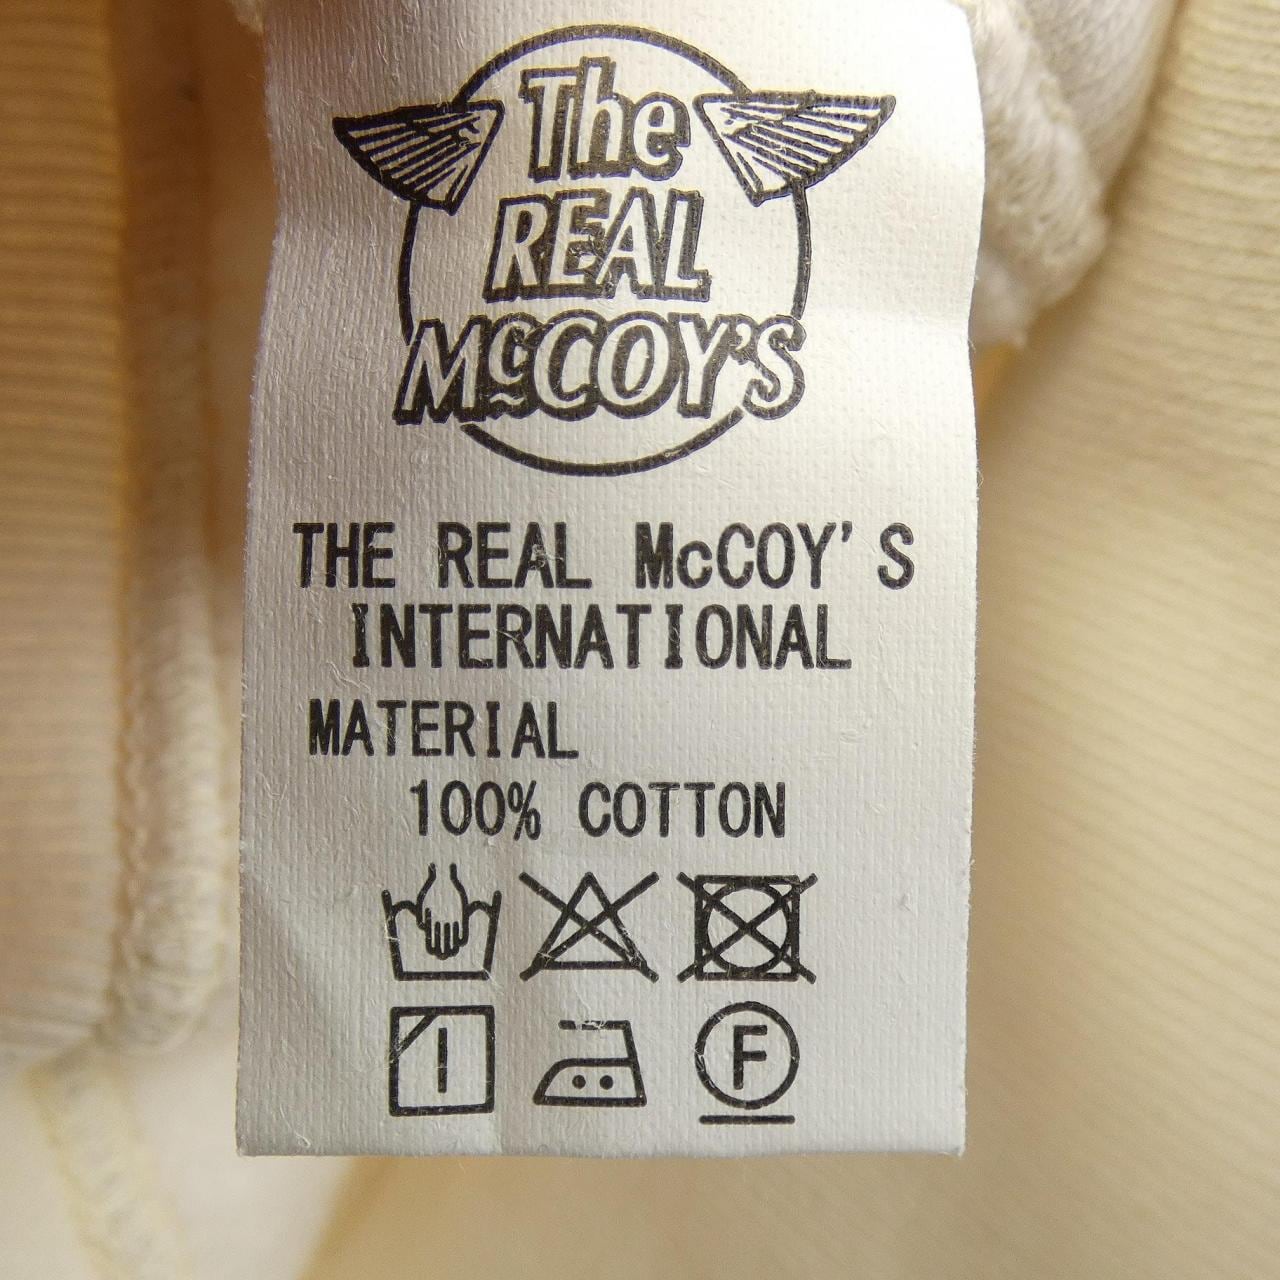 The
REAL
McCOY'S
THE REAL McCOY'S
INTERNATIONAL
MATERIAL
100% COTTON
F